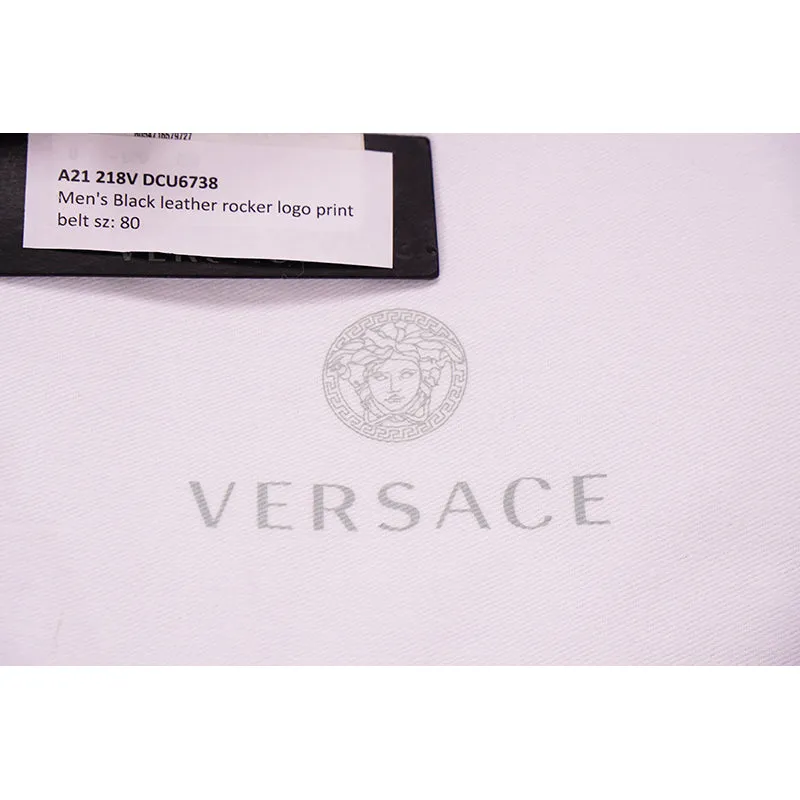 A21 218V DCU6738
Men's Black leather rocker logo print
belt sz: 80
VERSACE